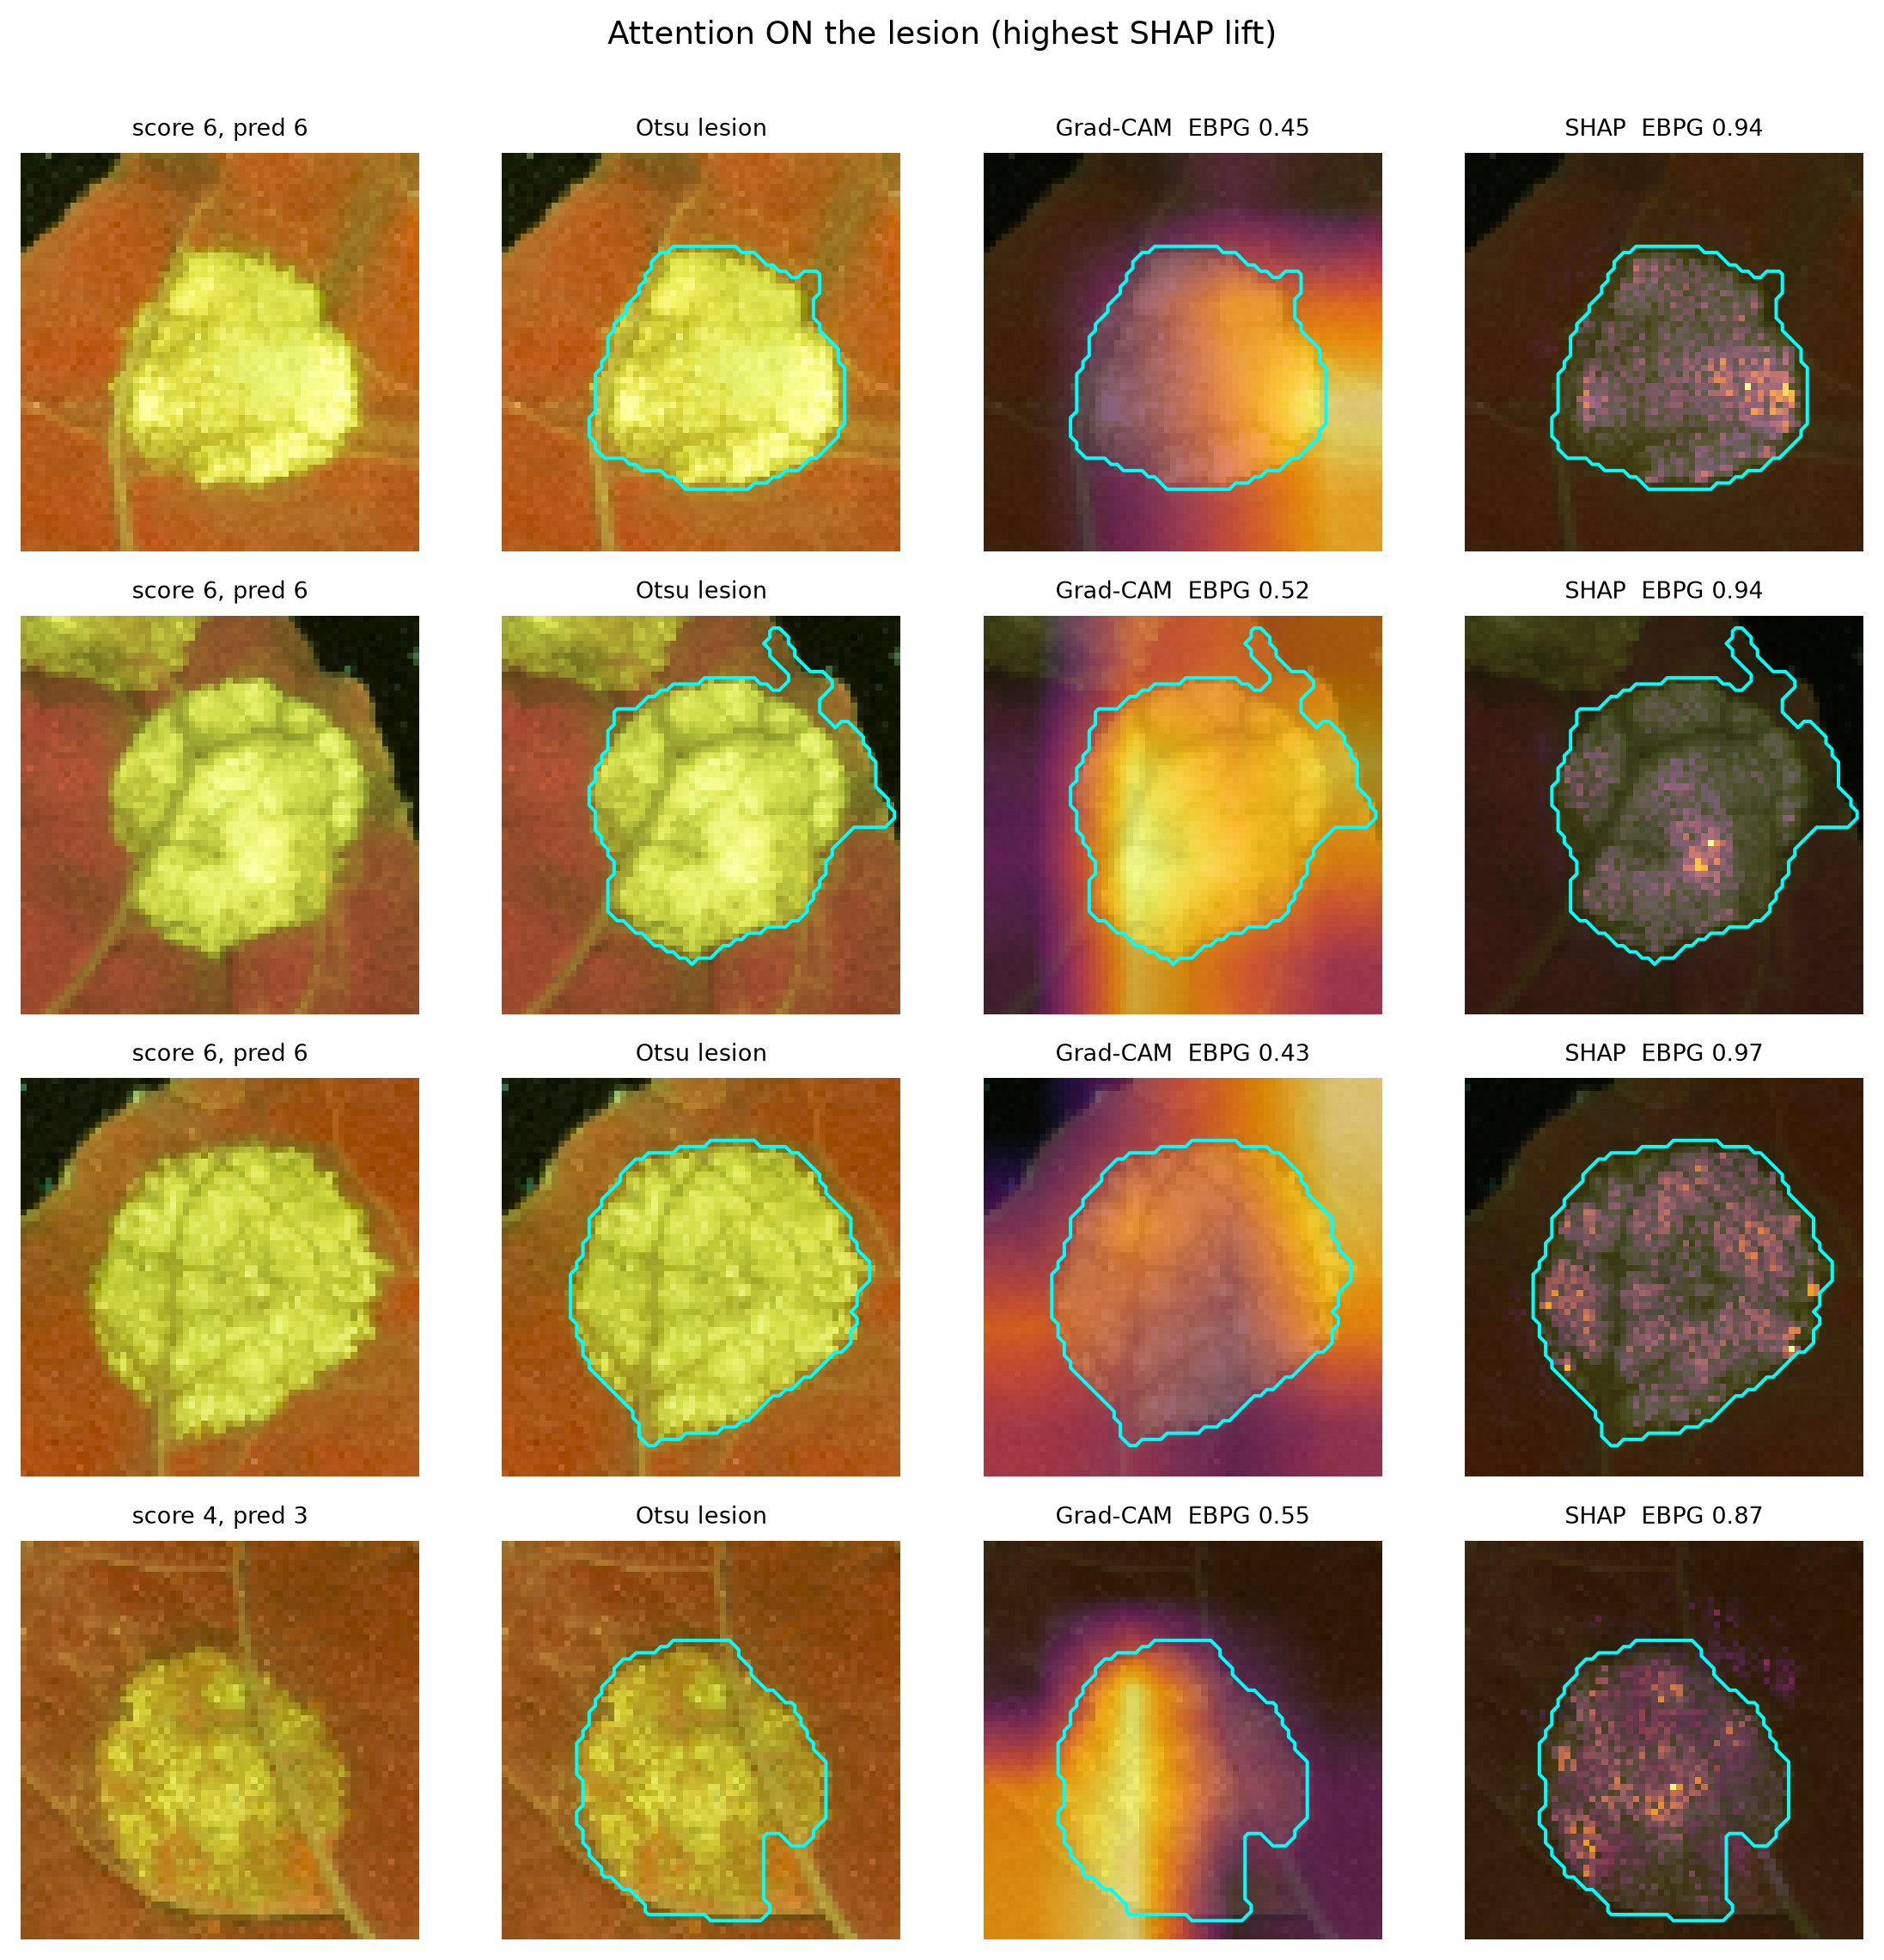 Attention ON the lesion (highest SHAP lift)
score 6, pred 6
Otsu lesion
Grad-CAM  EBPG 0.45
SHAP  EBPG 0.94
score 6, pred 6
Otsu lesion
Grad-CAM  EBPG 0.52
SHAP  EBPG 0.94
score 6, pred 6
Otsu lesion
Grad-CAM  EBPG 0.43
SHAP  EBPG 0.97
score 4, pred 3
Otsu lesion
Grad-CAM  EBPG 0.55
SHAP  EBPG 0.87